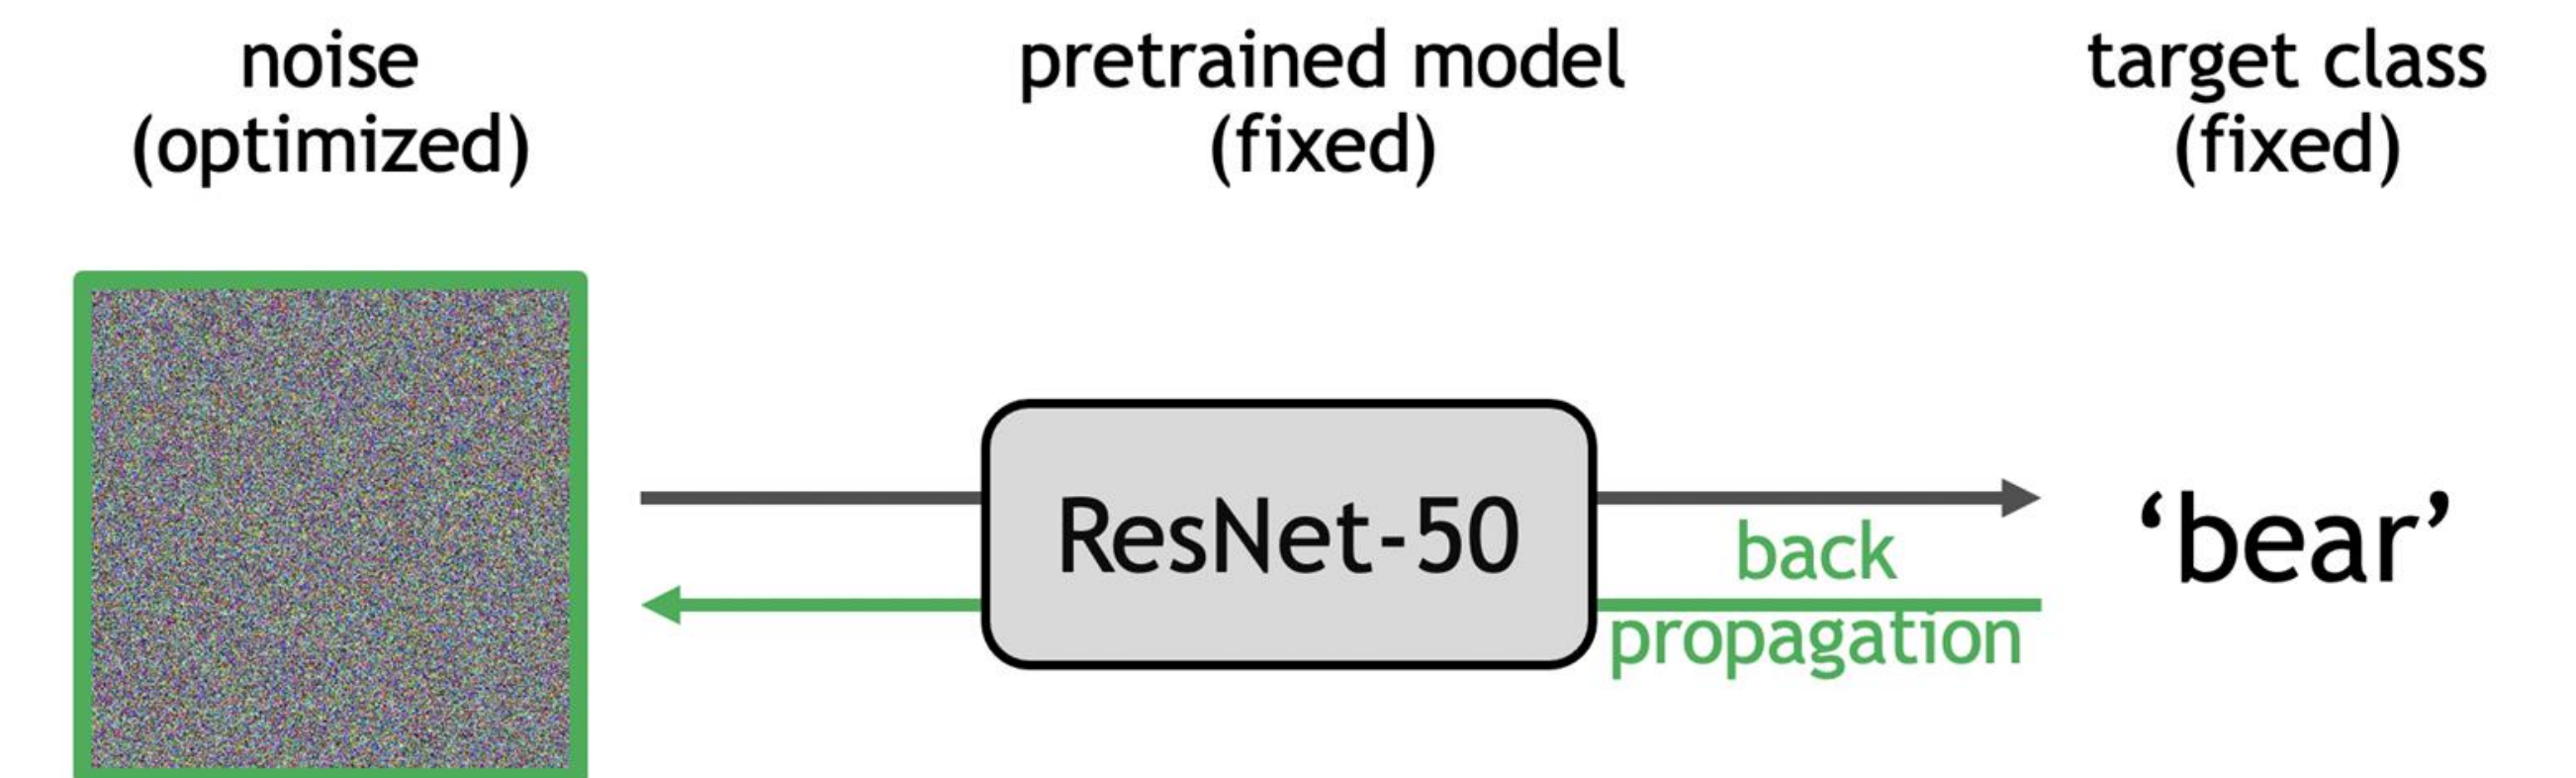 noise
(optimized)
pretrained model
(fixed)
target class
(fixed)
ResNet-50
back
propagation
‘bear’